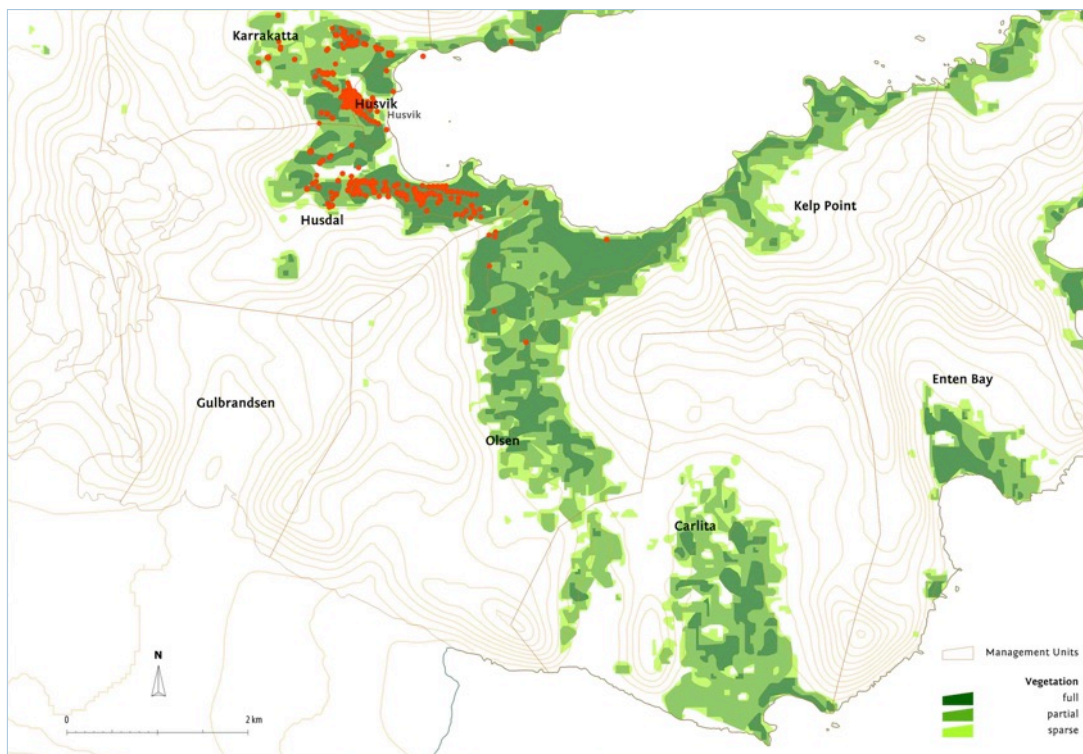 Karrakatta
Husvik
Husvik
Kelp Point
Husdal
Enten Bay
Gulbrandsen
Olsen
Carlita
N
0
2 km
Management Units
Vegetation
full
partial
sparse